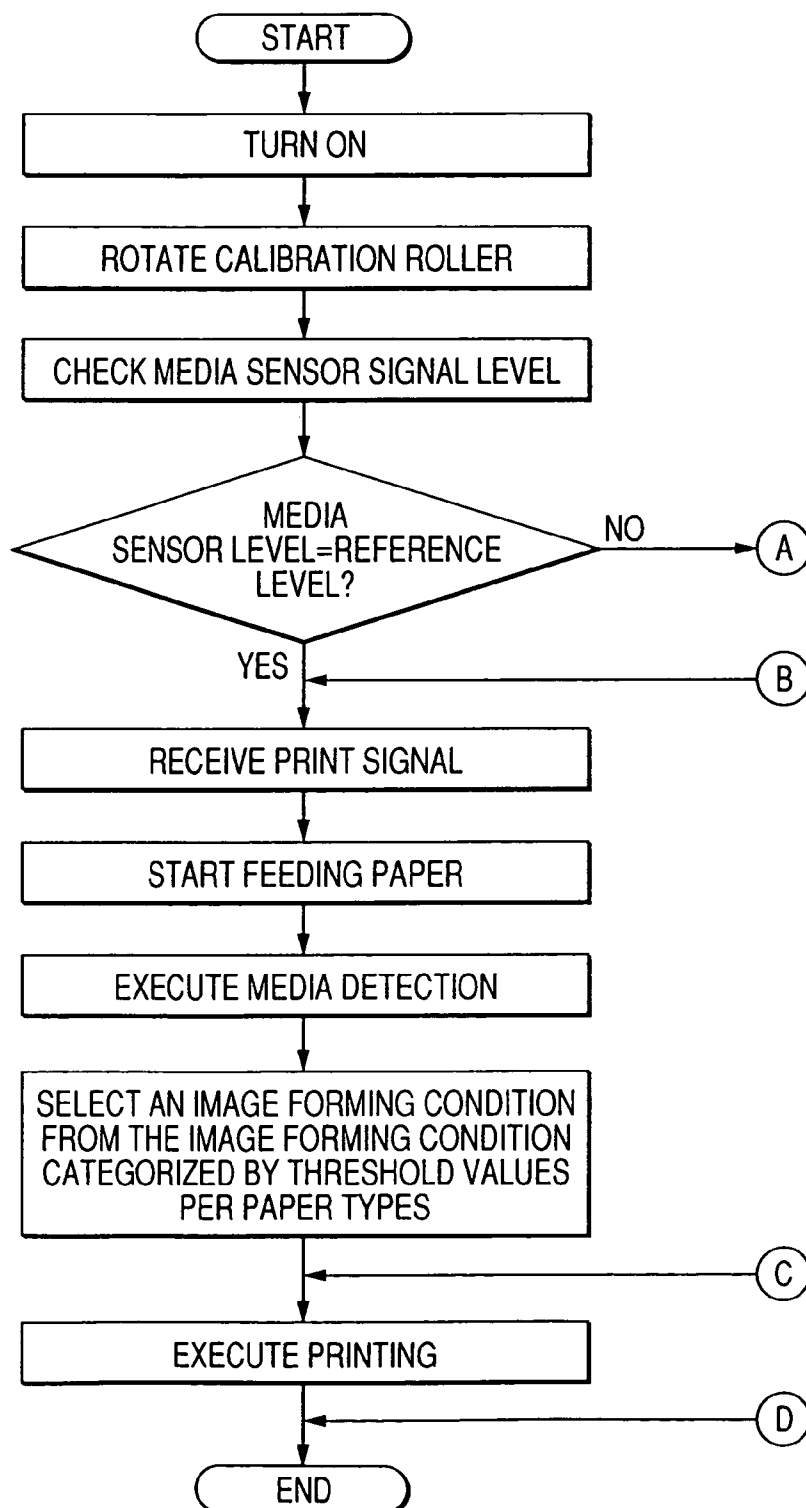 START
TURN ON
ROTATE CALIBRATION ROLLER
CHECK MEDIA SENSOR SIGNAL LEVEL
MEDIA
SENSOR LEVEL=REFERENCE
LEVEL?
NO
A
YES
B
RECEIVE PRINT SIGNAL
START FEEDING PAPER
EXECUTE MEDIA DETECTION
SELECT AN IMAGE FORMING CONDITION
FROM THE IMAGE FORMING CONDITION
CATEGORIZED BY THRESHOLD VALUES
PER PAPER TYPES
C
EXECUTE PRINTING
D
END